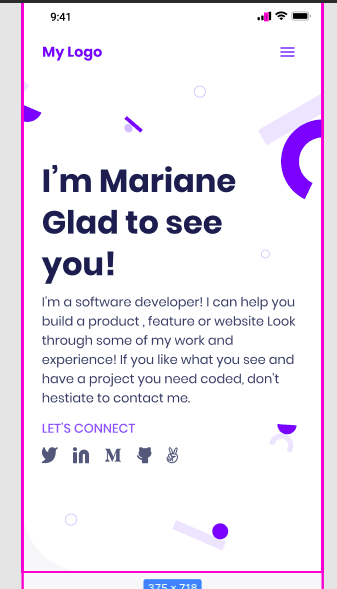 9:41
My Logo
I’m Mariane
Glad to see
you!
I’m a software developer! I can help you
build a product , feature or website Look
through some of my work and
experience! If you like what you see and
have a project you need coded, don’t
hestiate to contact me.
LET’S CONNECT
375 × 718